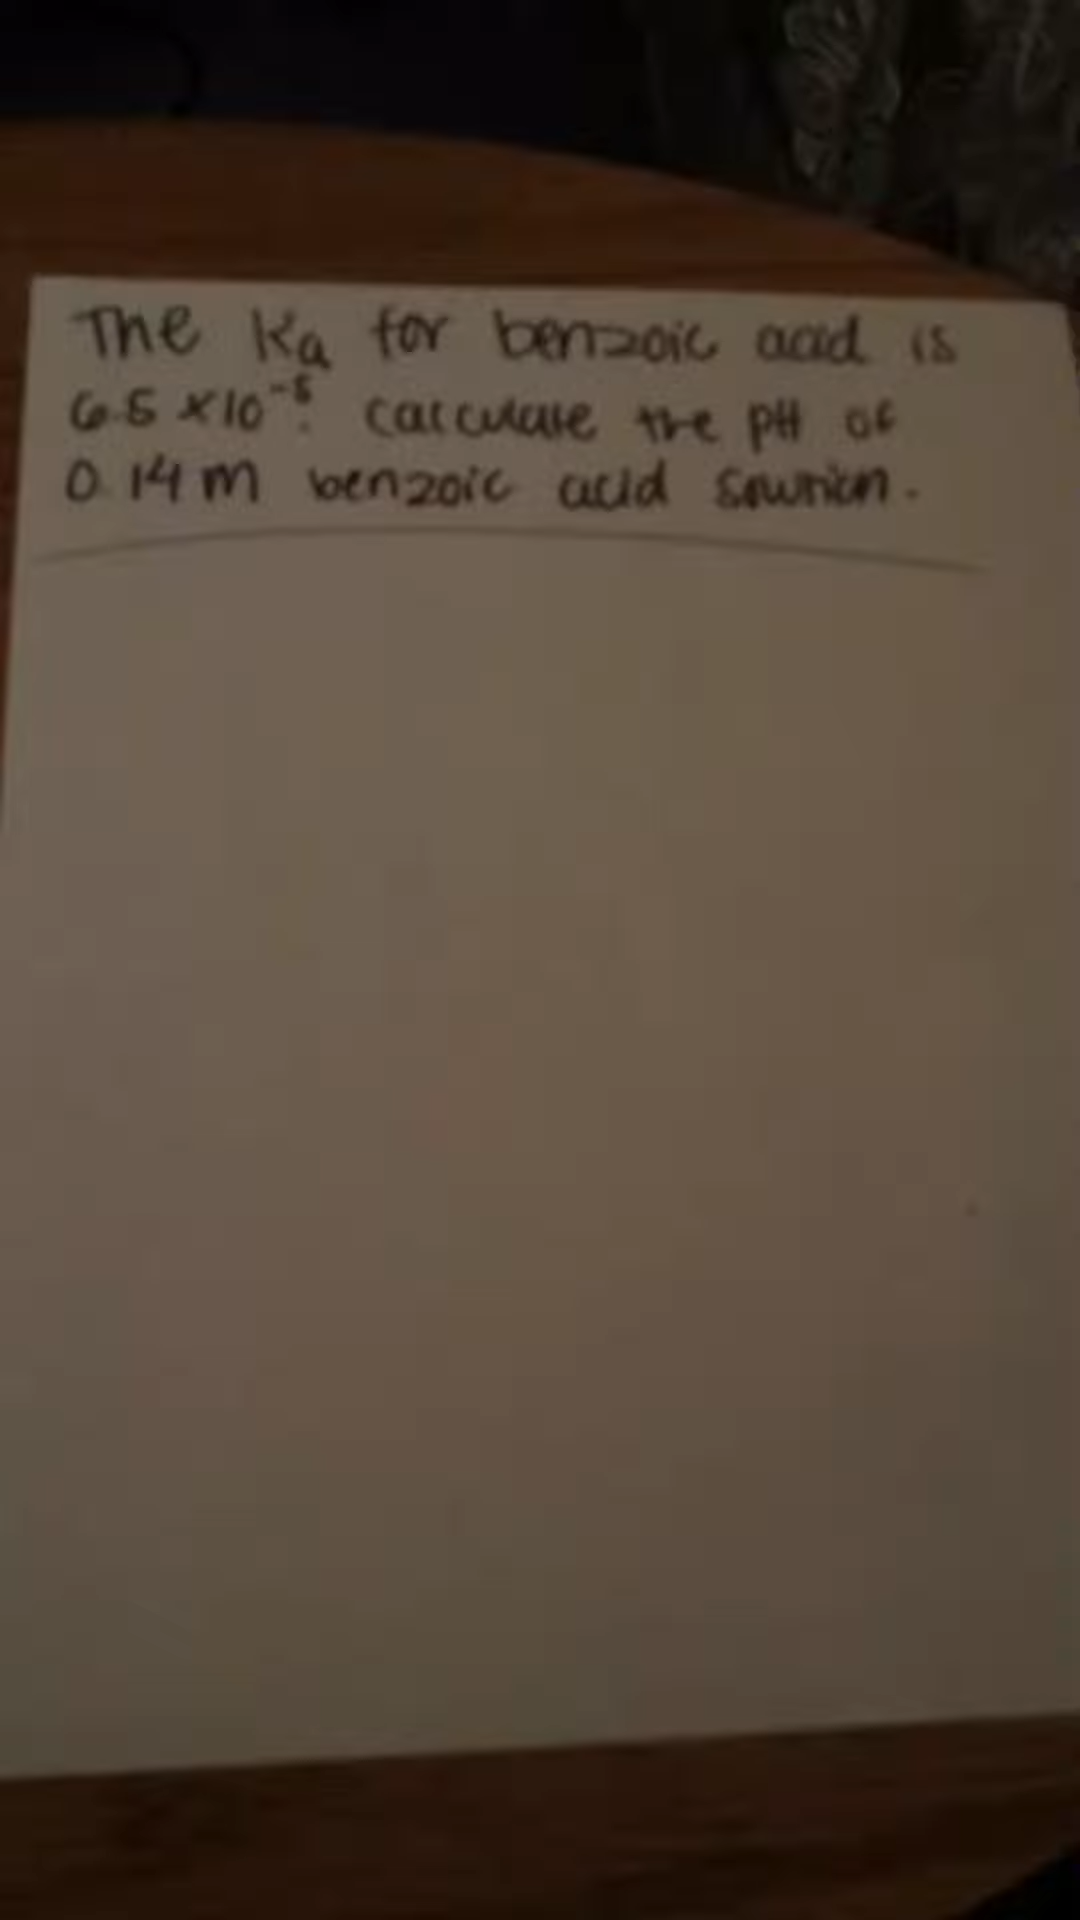 The Ka for benzoic acid is
6.5 x10⁻⁵. Calculate the pH of
0.14 M benzoic acid solution.